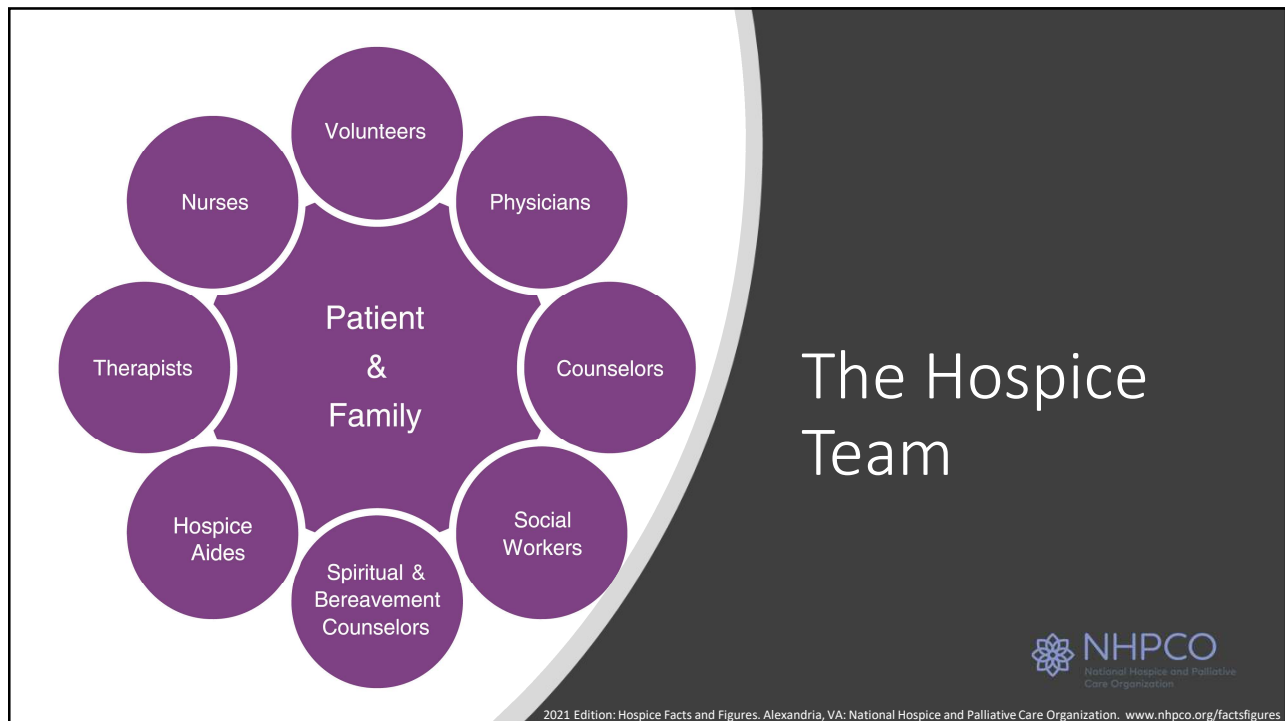 Volunteers
Nurses
Physicians
Patient
&
Family
Therapists
Counselors
Hospice
Aides
Social
Workers
Spiritual &
Bereavement
Counselors
The Hospice
Team
NHPCO
National Hospice and Palliative
Care Organization
2021 Edition: Hospice Facts and Figures. Alexandria, VA: National Hospice and Palliative Care Organization. www.nhpco.org/factsfigures